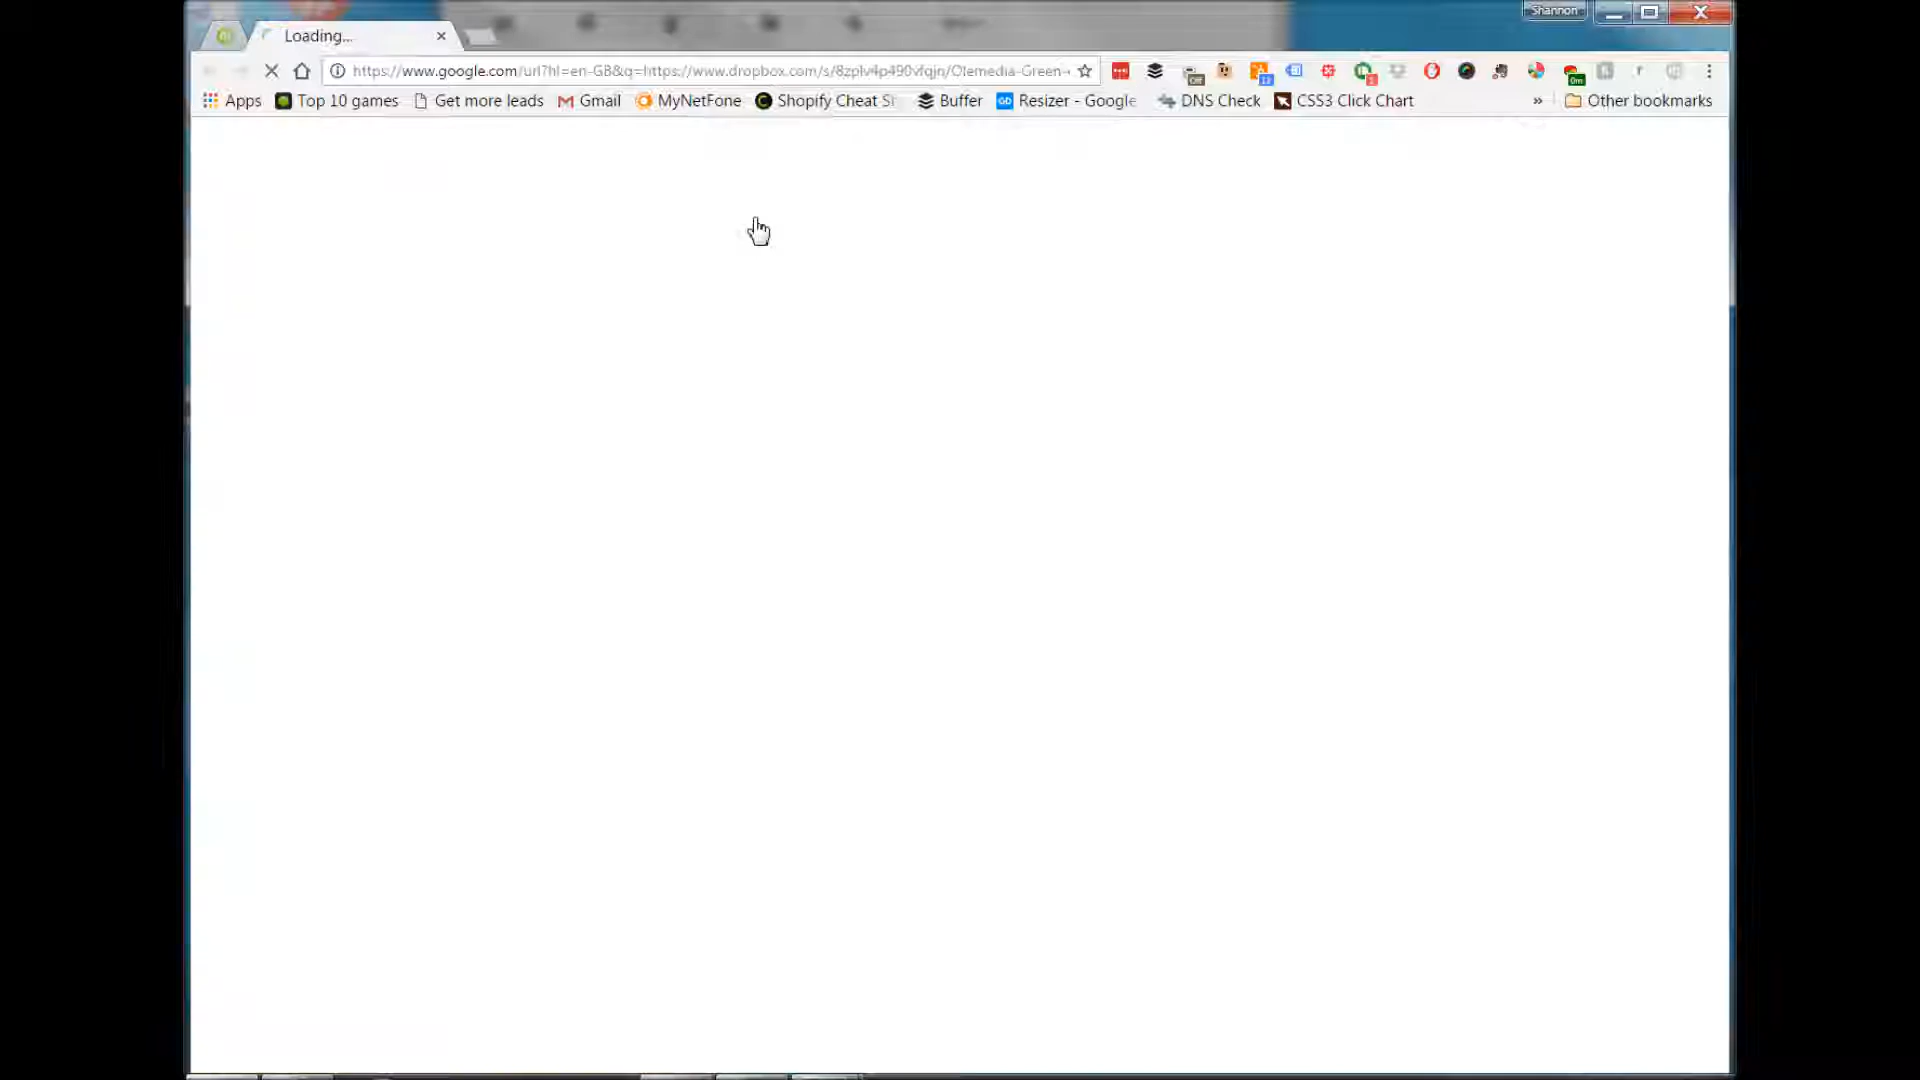 Shannon
Loading...
https://www.google.com/url?hl=en-GB&q=https://www.dropbox.com/s/8zplv4p490vfqjn/Otemedia-Green-
Apps Top 10 games Get more leads Gmail MyNetFone Shopify Cheat S Buffer Resizer - Google DNS Check CSS3 Click Chart » Other bookmarks